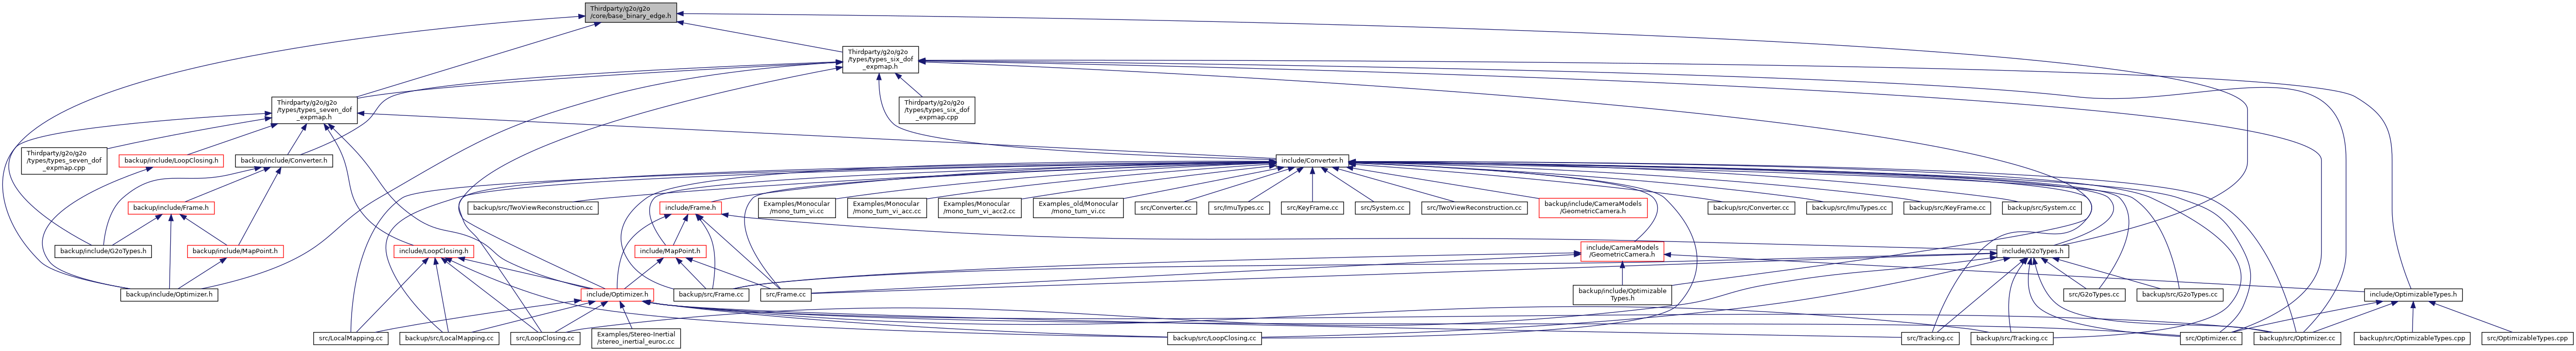 Thirdparty/g2o/g2o
/core/base_binary_edge.h
Thirdparty/g2o/g2o
/types/types_six_dof
_expmap.h
Thirdparty/g2o/g2o
/types/types_seven_dof
_expmap.h
Thirdparty/g2o/g2o
/types/types_six_dof
_expmap.cpp
Thirdparty/g2o/g2o
/types/types_seven_dof
_expmap.cpp
backup/include/LoopClosing.h
backup/include/Converter.h
include/Converter.h
backup/include/Frame.h
backup/src/TwoViewReconstruction.cc
include/Frame.h
Examples/Monocular
/mono_tum_vi.cc
Examples/Monocular
/mono_tum_vi_acc.cc
Examples/Monocular
/mono_tum_vi_acc2.cc
Examples_old/Monocular
/mono_tum_vi.cc
src/Converter.cc
src/ImuTypes.cc
src/KeyFrame.cc
src/System.cc
src/TwoViewReconstruction.cc
backup/include/CameraModels
/GeometricCamera.h
backup/src/Converter.cc
backup/src/ImuTypes.cc
backup/src/KeyFrame.cc
backup/src/System.cc
backup/include/G2oTypes.h
backup/include/MapPoint.h
include/LoopClosing.h
include/MapPoint.h
include/CameraModels
/GeometricCamera.h
include/G2oTypes.h
backup/include/Optimizer.h
include/Optimizer.h
backup/src/Frame.cc
src/Frame.cc
backup/include/Optimizable
Types.h
src/G2oTypes.cc
backup/src/G2oTypes.cc
include/OptimizableTypes.h
src/LocalMapping.cc
backup/src/LocalMapping.cc
src/LoopClosing.cc
Examples/Stereo-Inertial
/stereo_inertial_euroc.cc
backup/src/LoopClosing.cc
src/Tracking.cc
backup/src/Tracking.cc
src/Optimizer.cc
backup/src/Optimizer.cc
backup/src/OptimizableTypes.cpp
src/OptimizableTypes.cpp